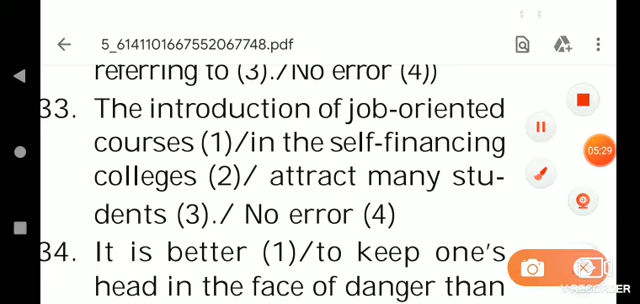 5_6141101667552067748.pdf
referring to (3)./No error (4))
33. The introduction of job-oriented
courses (1)/in the self-financing
colleges (2)/ attract many stu-
dents (3)./ No error (4)
05:29
34. It is better (1)/to keep one's
head in the face of danger than
RECORDER